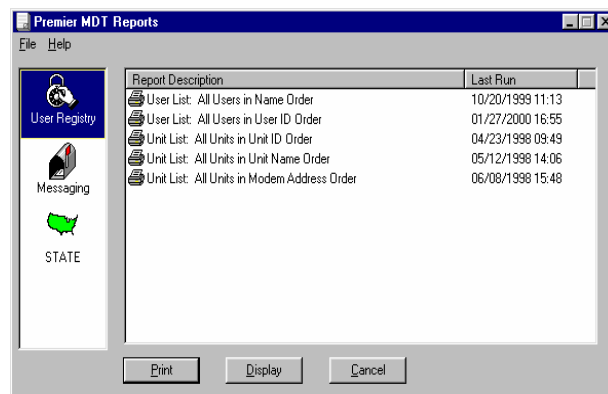 Premier MDT Reports
File Help
User Registry
Messaging
STATE
Report Description Last Run
User List: All Users in Name Order 10/20/1999 11:13
User List: All Users in User ID Order 01/27/2000 16:55
Unit List: All Units in Unit ID Order 04/23/1998 09:49
Unit List: All Units in Unit Name Order 05/12/1998 14:06
Unit List: All Units in Modem Address Order 06/08/1998 15:48
Print Display Cancel